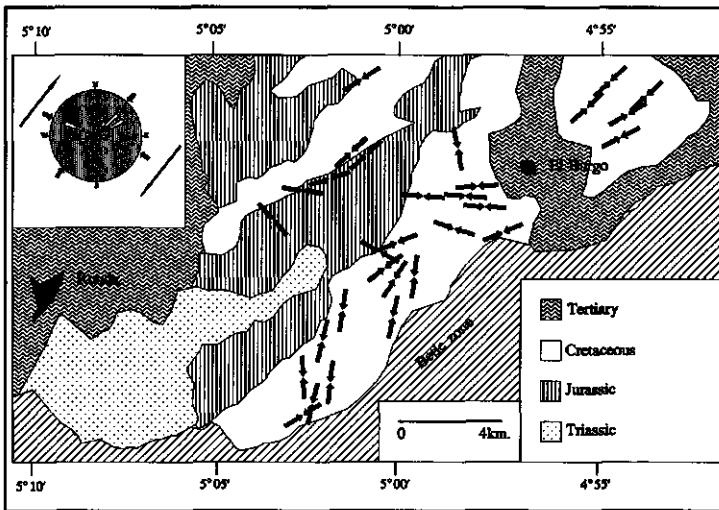 5°10'
5°05'
5°00'
4°55'
El Burgo
Ronda
Betic zone
Tertiary
Cretaceous
Jurassic
Triassic
0 4km.
5°10'
5°05'
5°00'
4°55'